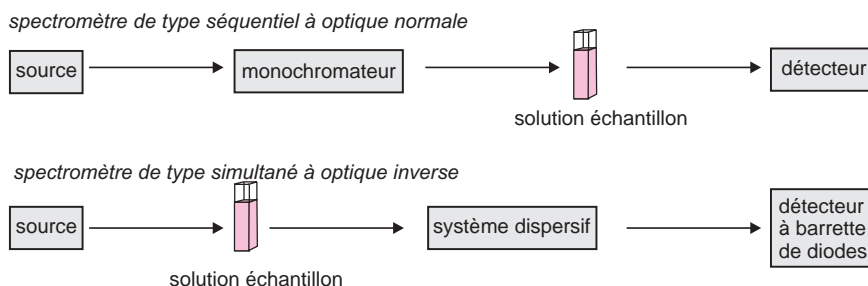 spectromètre de type séquentiel à optique normale
source
monochromateur
détecteur
solution échantillon
spectromètre de type simultané à optique inverse
source
système dispersif
détecteur
à barrette
de diodes
solution échantillon